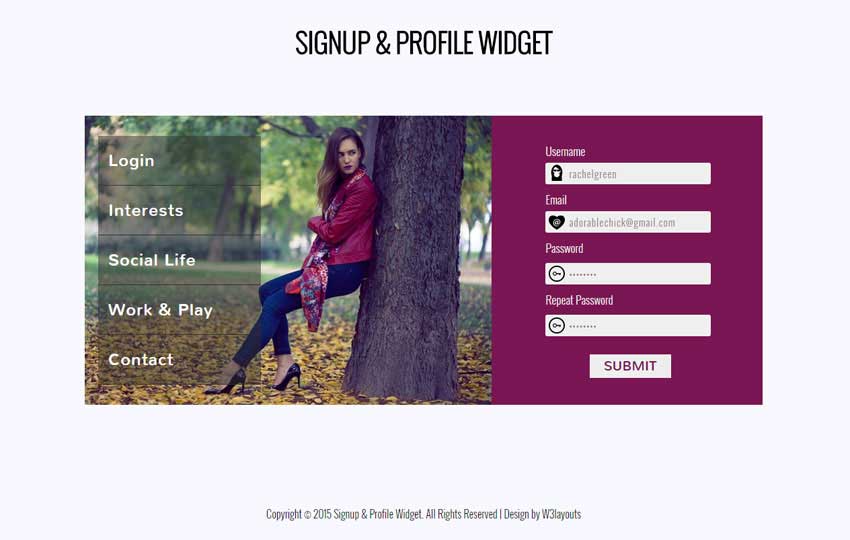 SIGNUP & PROFILE WIDGET
Login
Interests
Social Life
Work & Play
Contact
Username
rachelgreen
Email
@
adorablechick@gmail.com
Password
••••••••
Repeat Password
••••••••
SUBMIT
Copyright © 2015 Signup & Profile Widget. All Rights Reserved | Design by W3layouts